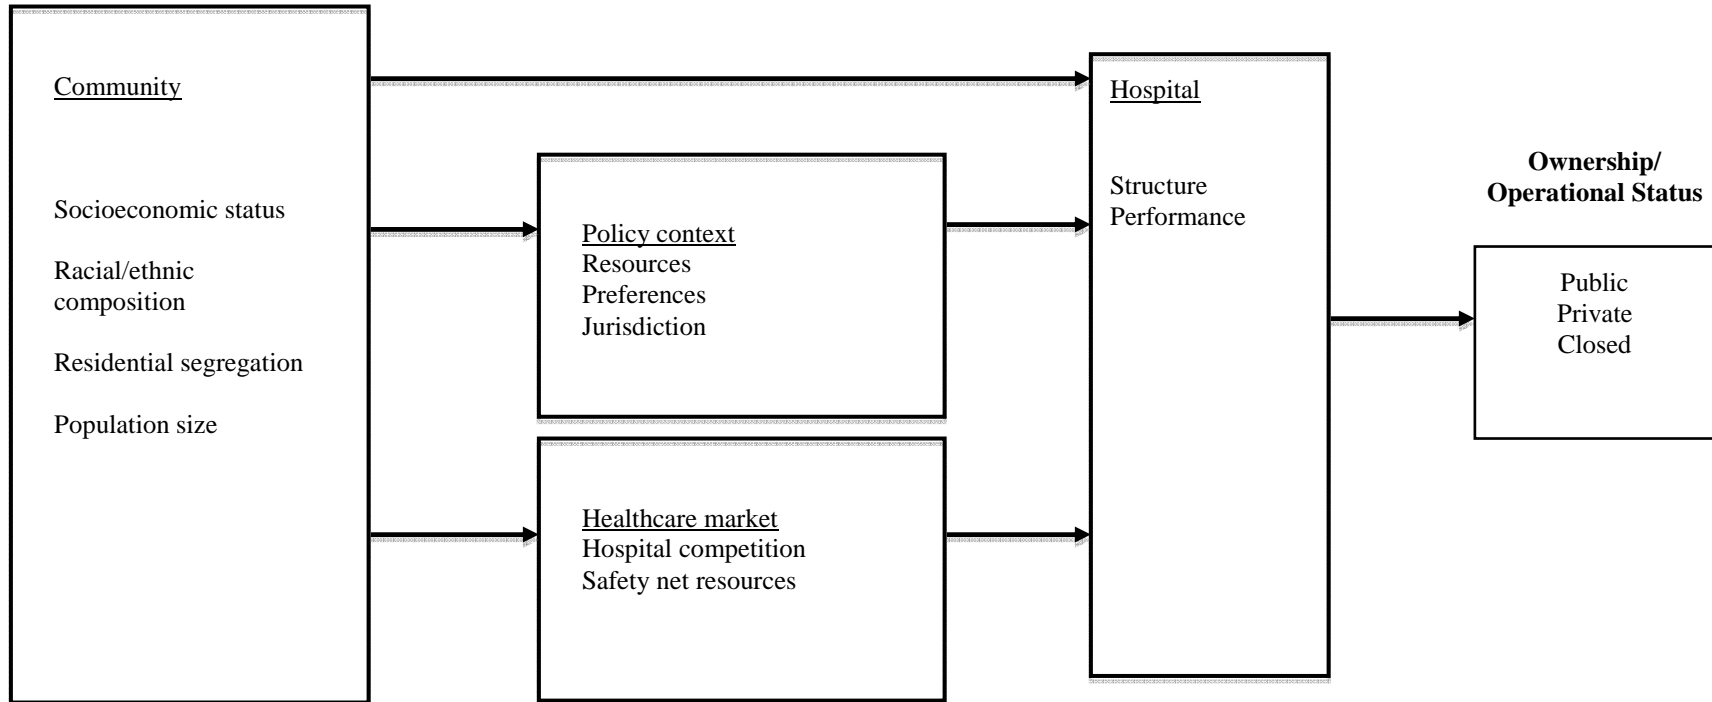 Community
Socioeconomic status
Racial/ethnic
composition
Residential segregation
Population size
Policy context
Resources
Preferences
Jurisdiction
Healthcare market
Hospital competition
Safety net resources
Hospital
Structure
Performance
Ownership/
Operational Status
Public
Private
Closed